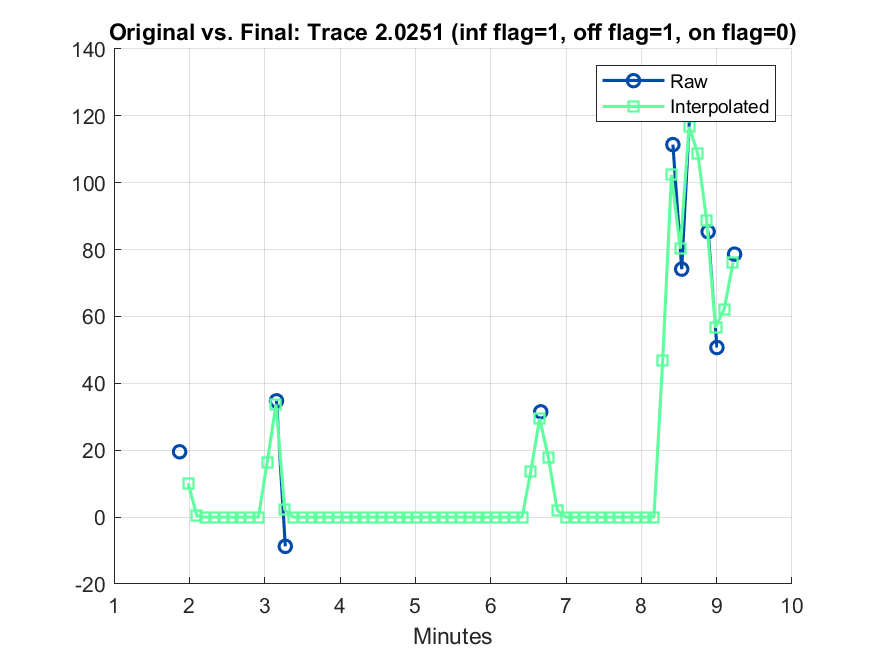 Original vs. Final: Trace 2.0251 (inf flag=1, off flag=1, on flag=0)
140
120
100
80
60
40
20
0
-20
Raw
Interpolated
1 2 3 4 5 6 7 8 9 10
Minutes